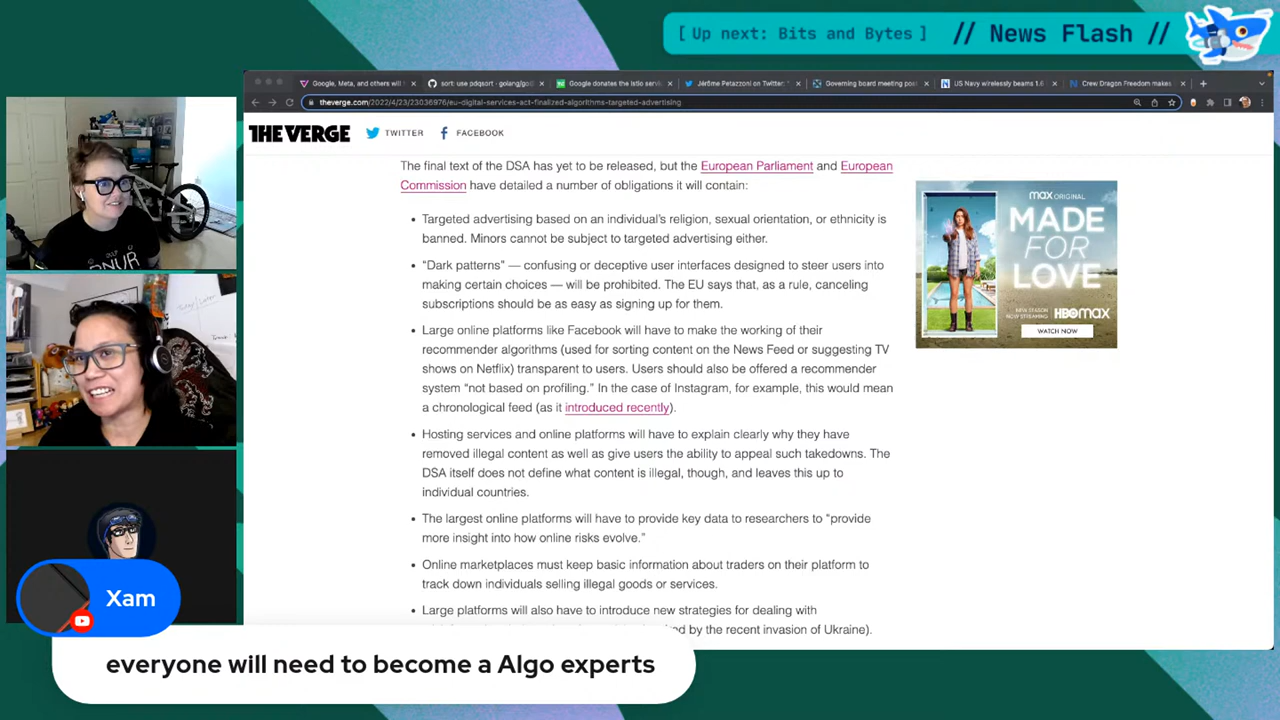 [ Up next: Bits and Bytes ] // News Flash //
Google, Meta, and others will
sort: use pdqsort · golang/go@
Google donates the Istio servic
Jérôme Petazzoni on Twitter: "
Governing board meeting pos
US Navy wirelessly beams 1.6
Crew Dragon Freedom makes
theverge.com/2022/4/23/23036976/eu-digital-services-act-finalized-algorithms-targeted-advertising
THE VERGE TWITTER FACEBOOK
The final text of the DSA has yet to be released, but the European Parliament and European
Commission have detailed a number of obligations it will contain:
• Targeted advertising based on an individual's religion, sexual orientation, or ethnicity is
banned. Minors cannot be subject to targeted advertising either.
• “Dark patterns” — confusing or deceptive user interfaces designed to steer users into
making certain choices — will be prohibited. The EU says that, as a rule, canceling
subscriptions should be as easy as signing up for them.
• Large online platforms like Facebook will have to make the working of their
recommender algorithms (used for sorting content on the News Feed or suggesting TV
shows on Netflix) transparent to users. Users should also be offered a recommender
system “not based on profiling.” In the case of Instagram, for example, this would mean
a chronological feed (as it introduced recently).
• Hosting services and online platforms will have to explain clearly why they have
removed illegal content as well as give users the ability to appeal such takedowns. The
DSA itself does not define what content is illegal, though, and leaves this up to
individual countries.
• The largest online platforms will have to provide key data to researchers to “provide
more insight into how online risks evolve.”
• Online marketplaces must keep basic information about traders on their platform to
track down individuals selling illegal goods or services.
• Large platforms will also have to introduce new strategies for dealing with
by the recent invasion of Ukraine).
max ORIGINAL
MADE
FOR
LOVE
NEW SEASON
NOW STREAMING HBOMAX
WATCH NOW
Xam
everyone will need to become a Algo experts